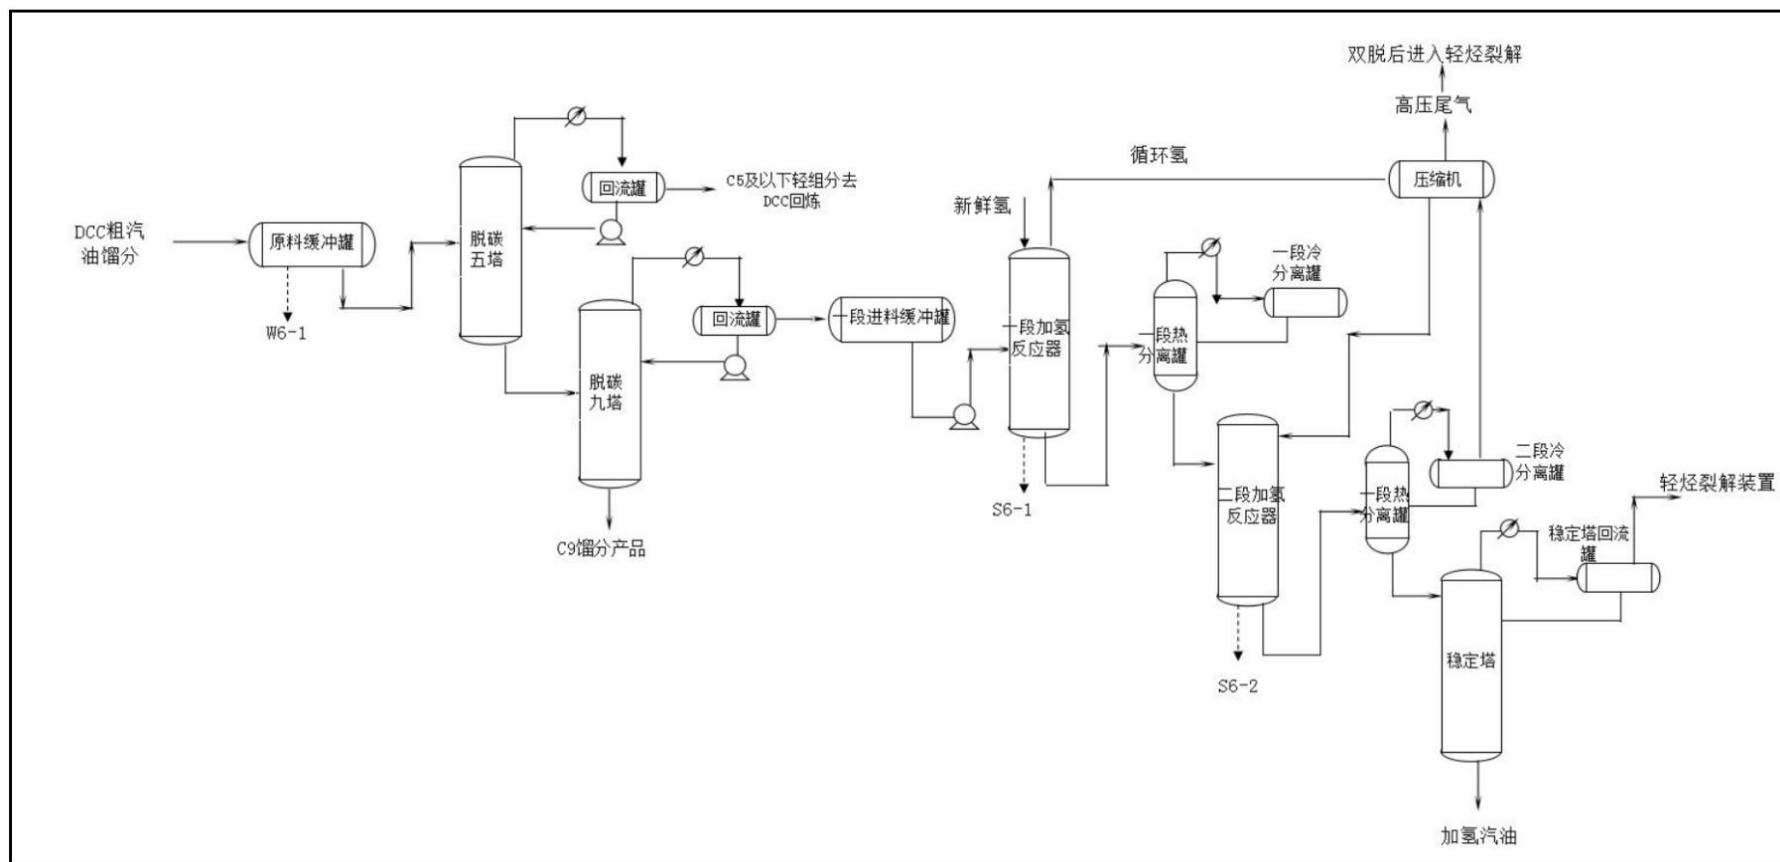 双脱后进入轻烃裂解
高压尾气
循环氢
压缩机
新鲜氢
回流罐
C5及以下轻组分去
DCC回炼
DCC粗汽
油馏分
原料缓冲罐
脱碳
五塔
W6-1
一段冷
分离罐
回流罐
一段进料缓冲罐
一段加氢
反应器
一段热
分离罐
脱碳
九塔
C9馏分产品
S6-1
二段冷
分离罐
轻烃裂解装置
二段加氢
反应器
一段热
分离罐
稳定塔回流
罐
S6-2
稳定塔
加氢汽油